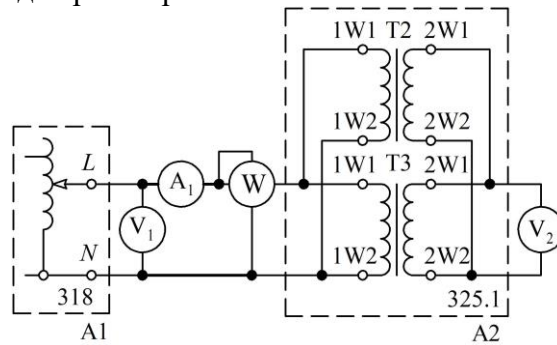 1W1 T2 2W1
1W2 2W2
L A₁ W 1W1 T3 2W1
V₁ V₂
N 1W2 2W2
318 325.1
A1 A2